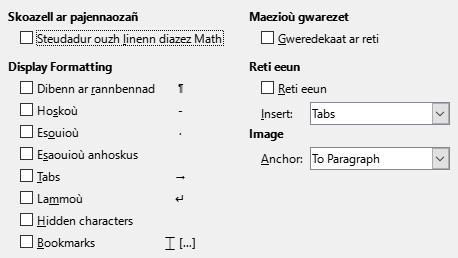 Skoazell ar pajennaozañ
Steudadur ouzh linenn diazez Math
Display Formatting
Dibenn ar rannbennad ¶
Hoskoù -
Esouioù ·
Esaouioù anhoskus
Tabs →
Lammoù ↵
Hidden characters
Bookmarks [...]
Maezioù gwarezet
Gweredekaat ar reti
Reti eeun
Reti eeun
Insert: Tabs
Image
Anchor: To Paragraph